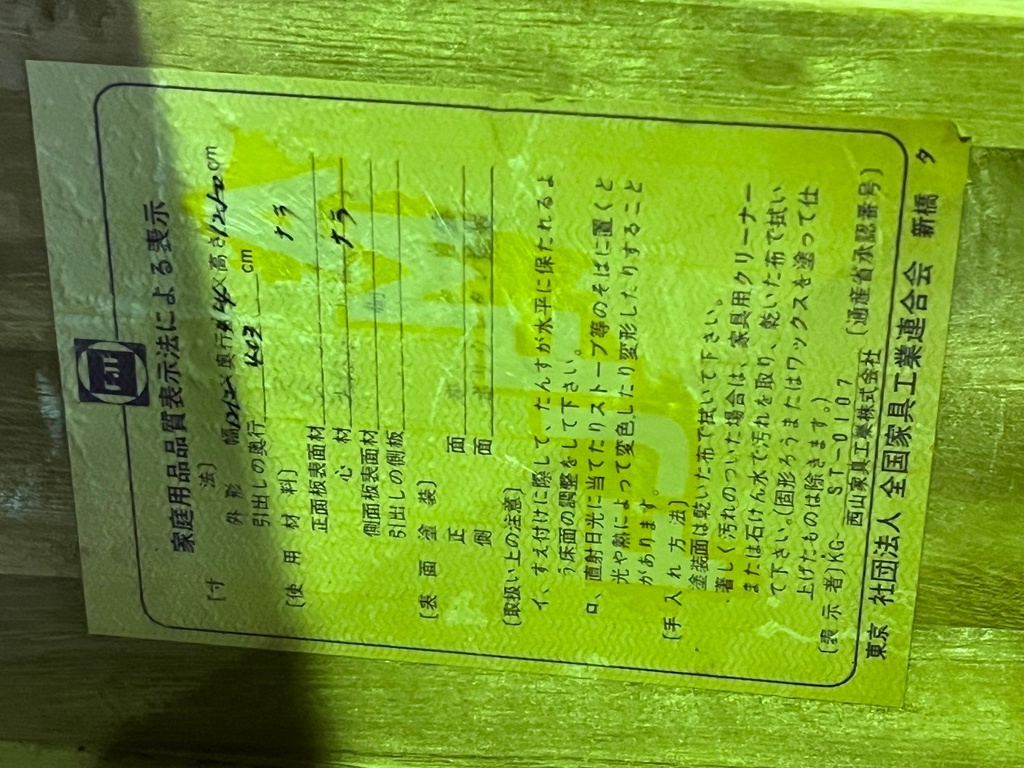 家庭用品品質表示法による表示
〔寸 法〕
外 形 幅 奥行 44×高さ cm
引出しの奥行 40.3 cm
〔使 用 材 料〕
正面板表面材 ナラ
心 材
側面板表面材 ナラ
引出しの側板
〔表 面 塗 装〕
正 面
側 面
〔取扱い上の注意〕
イ、すえ付けに際して、たんすが水平に保たれるよ
う床面の調整をして下さい。
ロ、直射日光に当てたりストーブ等のそばに置くと
光や熱によって変色したり変形したりすること
があります。
〔手 入 れ 方 法〕
塗装面は乾いた布で拭いて下さい。
著しく汚れのついた場合は、家具用クリーナー
または石けん水で汚れを取り、乾いた布で拭い
て下さい。(固形ろうまたはワックスを塗って仕
上げたものは除きます。)
〔表 示 者〕KG- ST-0107 〔通産省承認番号〕
西山家具工業株式会社
東京 社団法人 全国家具工業連合会 新橋 タ